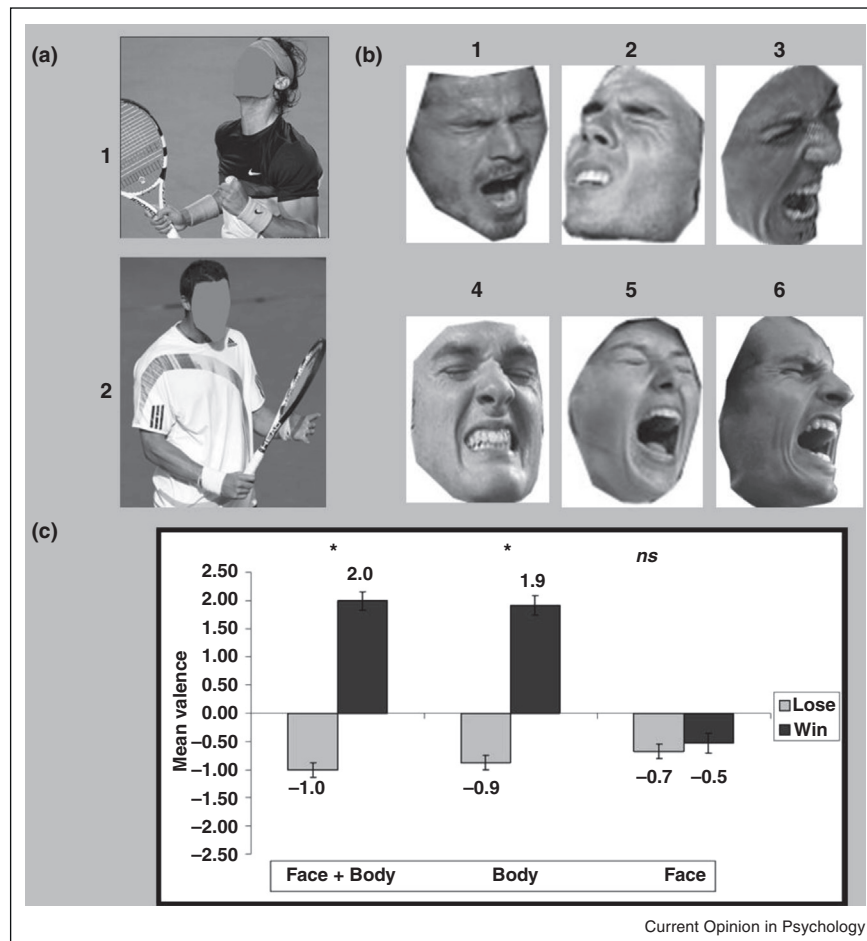 (a)
1
2
(b)
1 2 3
4 5 6
(c)
* * ns
2.50
2.00
1.50
1.00
0.50
0.00
–0.50
–1.00
–1.50
–2.00
–2.50
Mean valence
2.0
–1.0
1.9
–0.9
–0.7 –0.5
Lose
Win
Face + Body Body Face
Current Opinion in Psychology